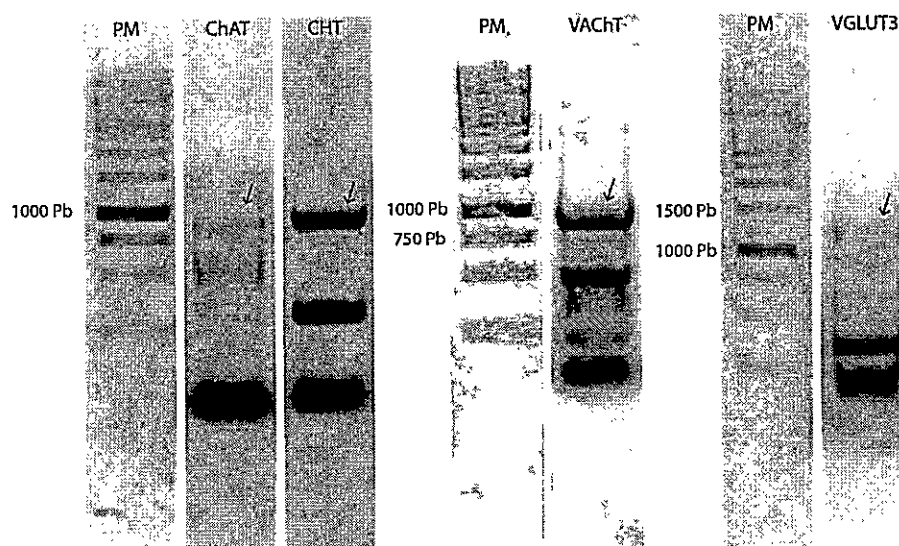 PM ChAT CHT PM VAChT PM VGLUT3
1000 Pb 1000 Pb 1500 Pb
750 Pb 1000 Pb